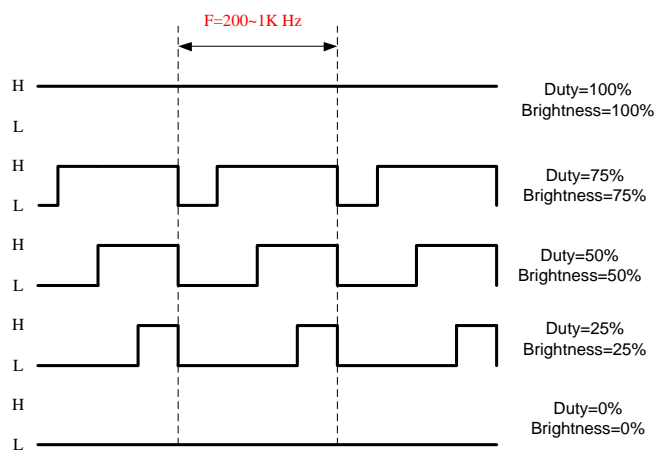 F=200~1K Hz
H
Duty=100%
Brightness=100%
L
H
Duty=75%
Brightness=75%
L
H
Duty=50%
Brightness=50%
L
H
Duty=25%
Brightness=25%
L
H
Duty=0%
Brightness=0%
L